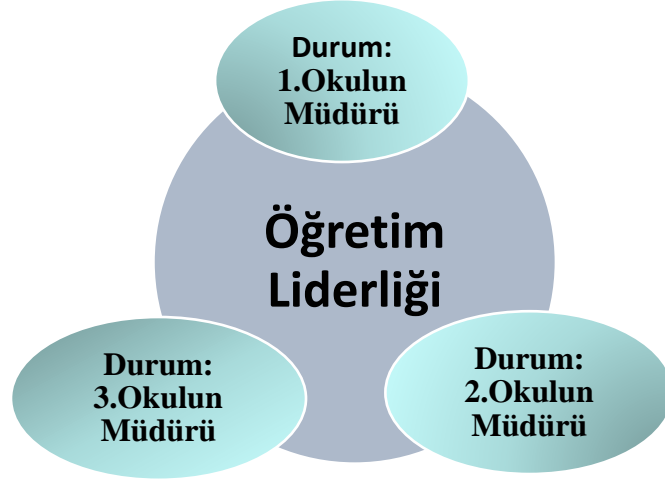 Durum:
1.Okulun
Müdürü
Öğretim
Liderliği
Durum:
3.Okulun
Müdürü
Durum:
2.Okulun
Müdürü